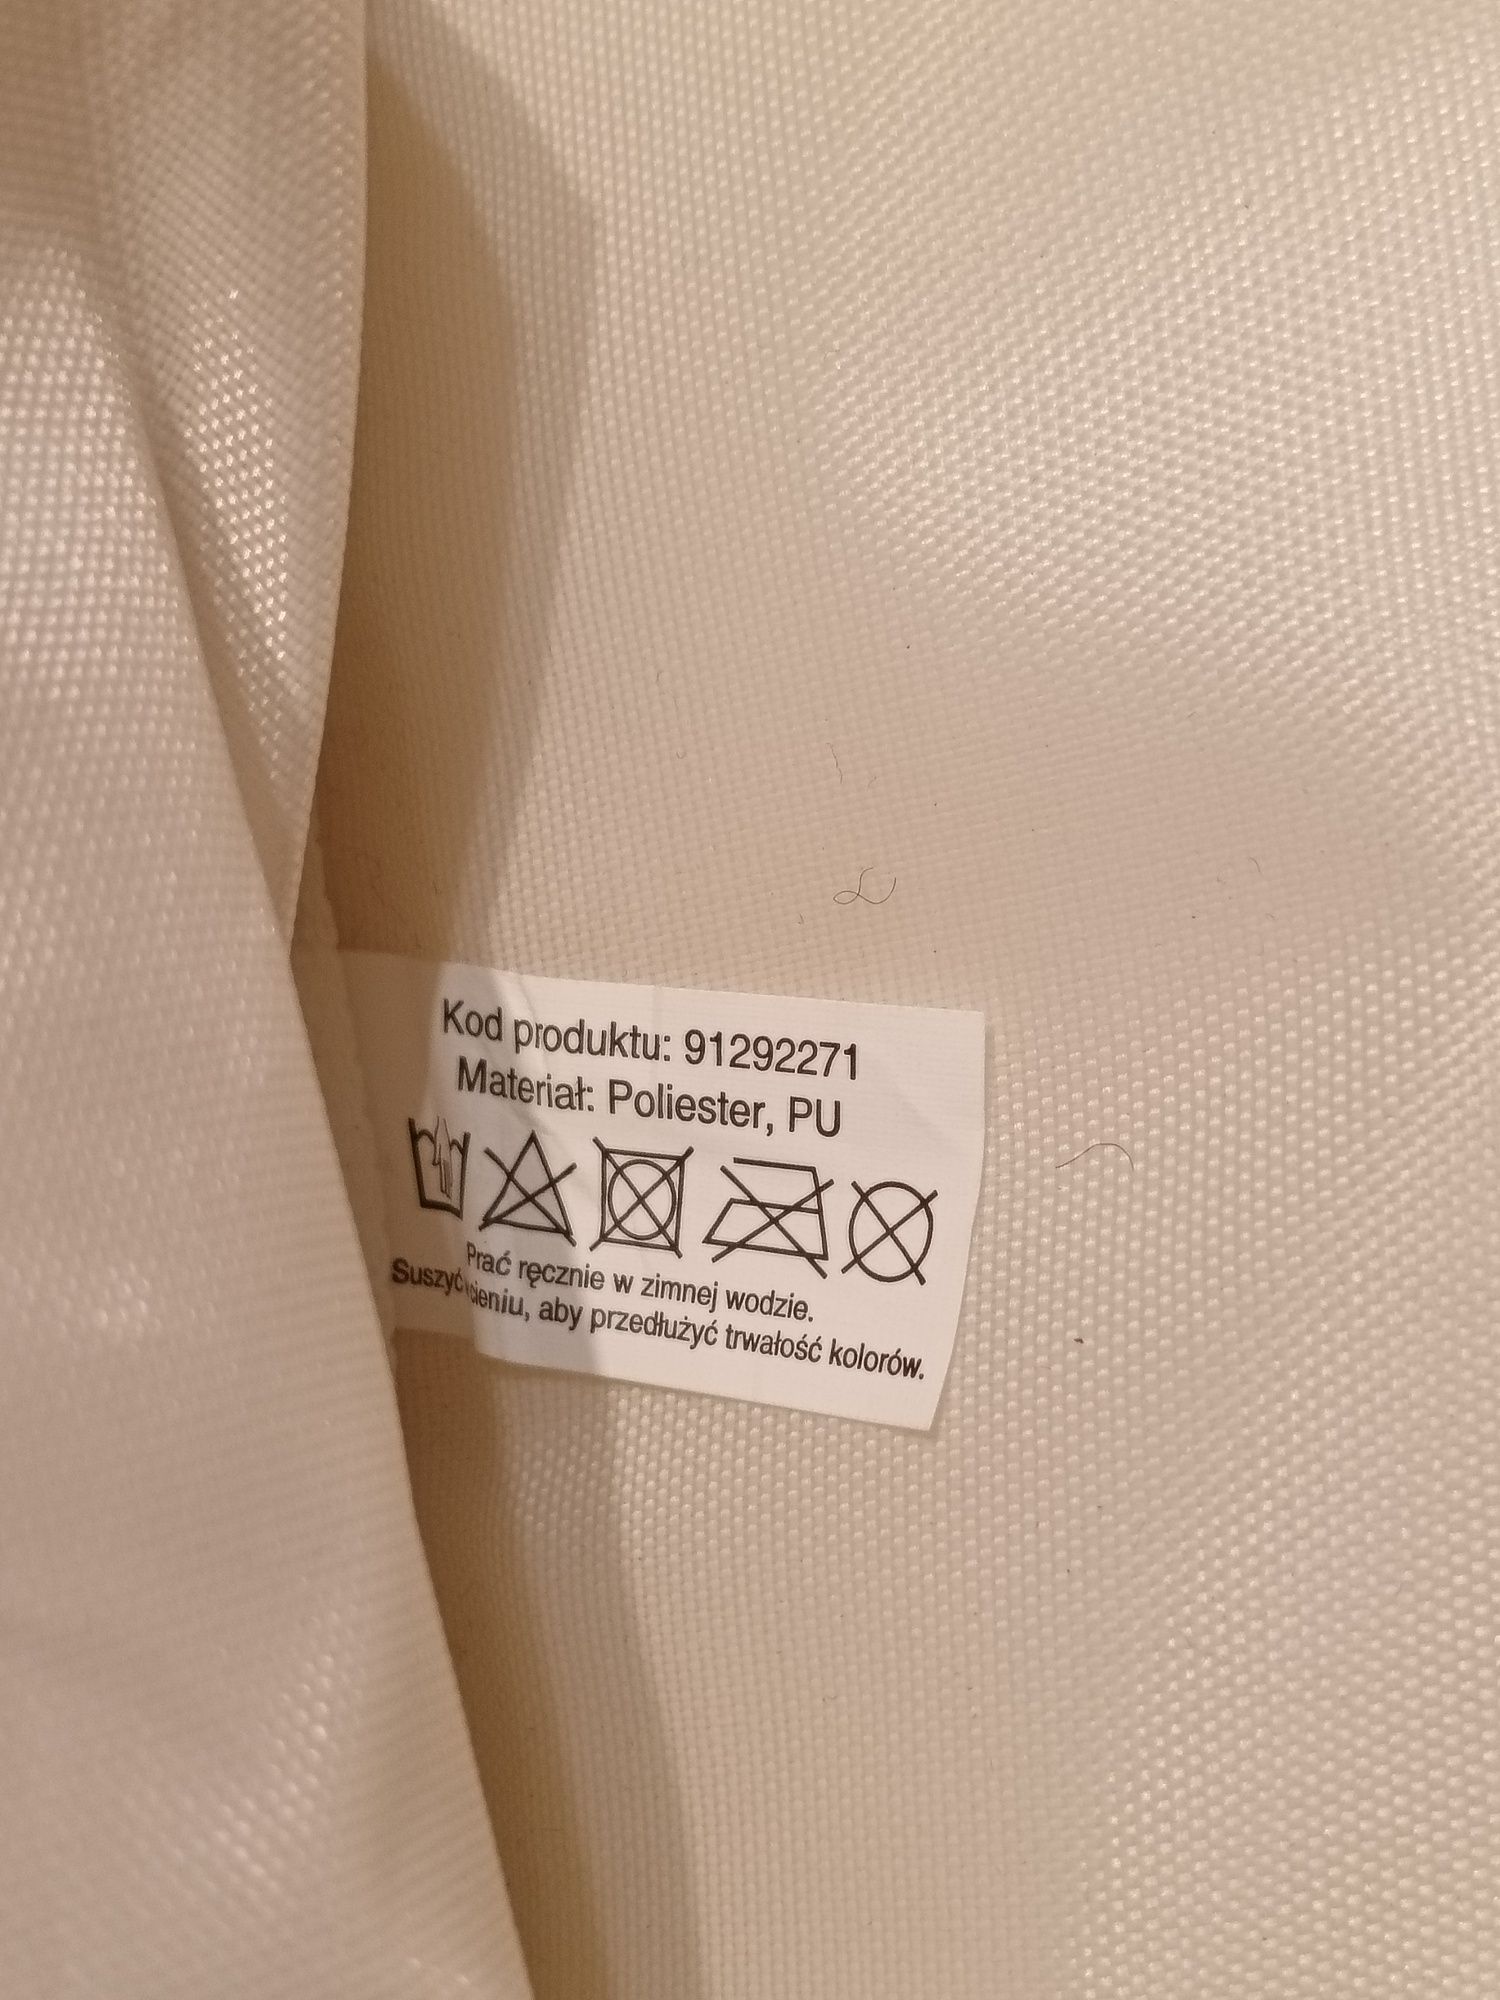 Kod produktu: 91292271
Materiał: Poliester, PU
Prać ręcznie w zimnej wodzie.
Suszyć cieniu, aby przedłużyć trwałość kolorów.